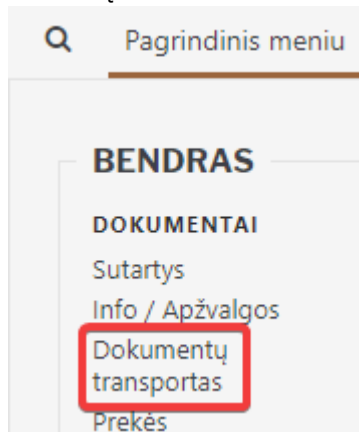 Pagrindinis meniu
BENDRAS
DOKUMENTAI
Sutartys
Info / Apžvalgos
Dokumentų
transportas
Prekės